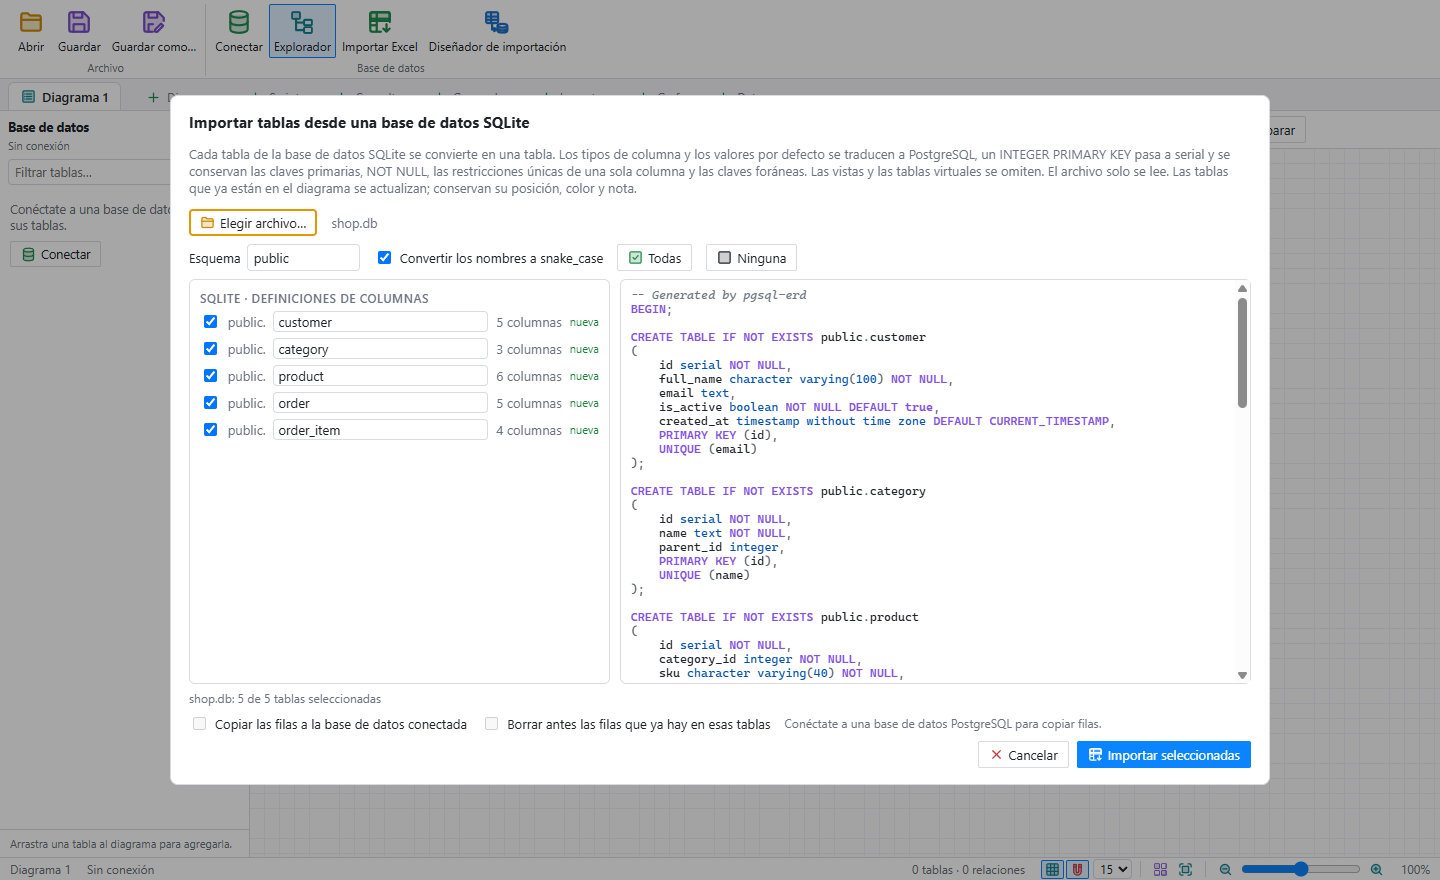 Abrir
Guardar
Guardar como...
Archivo
Conectar
Explorador
Importar Excel
Diseñador de importación
Base de datos
Diagrama 1
Base de datos
Sin conexión
Filtrar tablas...
Conéctate a una base de dato
sus tablas.
Conectar
Importar tablas desde una base de datos SQLite
Cada tabla de la base de datos SQLite se convierte en una tabla. Los tipos de columna y los valores por defecto se traducen a PostgreSQL, un INTEGER PRIMARY KEY pasa a serial y se
conservan las claves primarias, NOT NULL, las restricciones únicas de una sola columna y las claves foráneas. Las vistas y las tablas virtuales se omiten. El archivo solo se lee. Las tablas
que ya están en el diagrama se actualizan; conservan su posición, color y nota.
Elegir archivo... shop.db
Esquema public Convertir los nombres a snake_case Todas Ninguna
SQLITE · DEFINICIONES DE COLUMNAS
public. customer 5 columnas nueva
public. category 3 columnas nueva
public. product 6 columnas nueva
public. order 5 columnas nueva
public. order_item 4 columnas nueva
-- Generated by pgsql-erd
BEGIN;
CREATE TABLE IF NOT EXISTS public.customer
(
id serial NOT NULL,
full_name character varying(100) NOT NULL,
email text,
is_active boolean NOT NULL DEFAULT true,
created_at timestamp without time zone DEFAULT CURRENT_TIMESTAMP,
PRIMARY KEY (id),
UNIQUE (email)
);
CREATE TABLE IF NOT EXISTS public.category
(
id serial NOT NULL,
name text NOT NULL,
parent_id integer,
PRIMARY KEY (id),
UNIQUE (name)
);
CREATE TABLE IF NOT EXISTS public.product
(
id serial NOT NULL,
category_id integer NOT NULL,
sku character varying(40) NOT NULL,
shop.db: 5 de 5 tablas seleccionadas
Copiar las filas a la base de datos conectada Borrar antes las filas que ya hay en esas tablas Conéctate a una base de datos PostgreSQL para copiar filas.
Cancelar Importar seleccionadas
Arrastra una tabla al diagrama para agregarla.
Diagrama 1 Sin conexión 0 tablas · 0 relaciones 15 100%